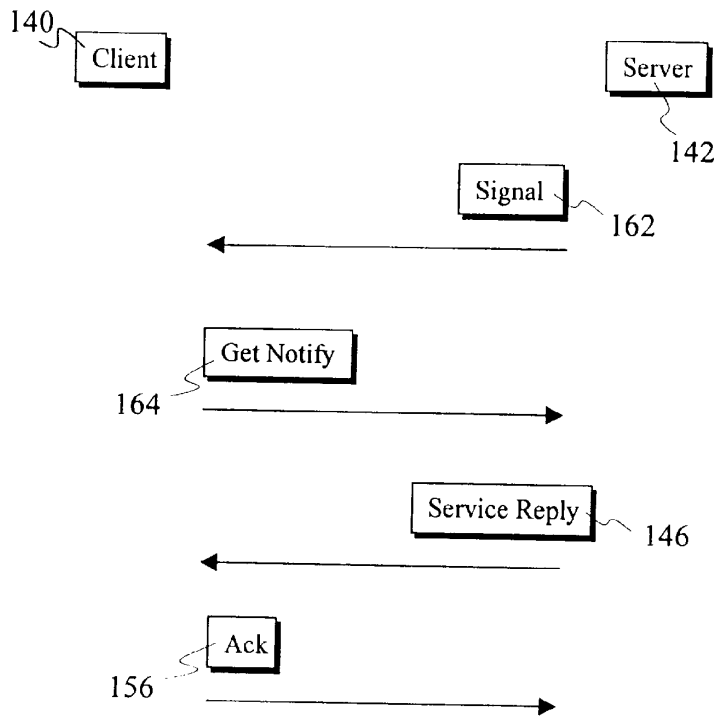 140
Client
Server
142
Signal
162
Get Notify
164
Service Reply
146
Ack
156